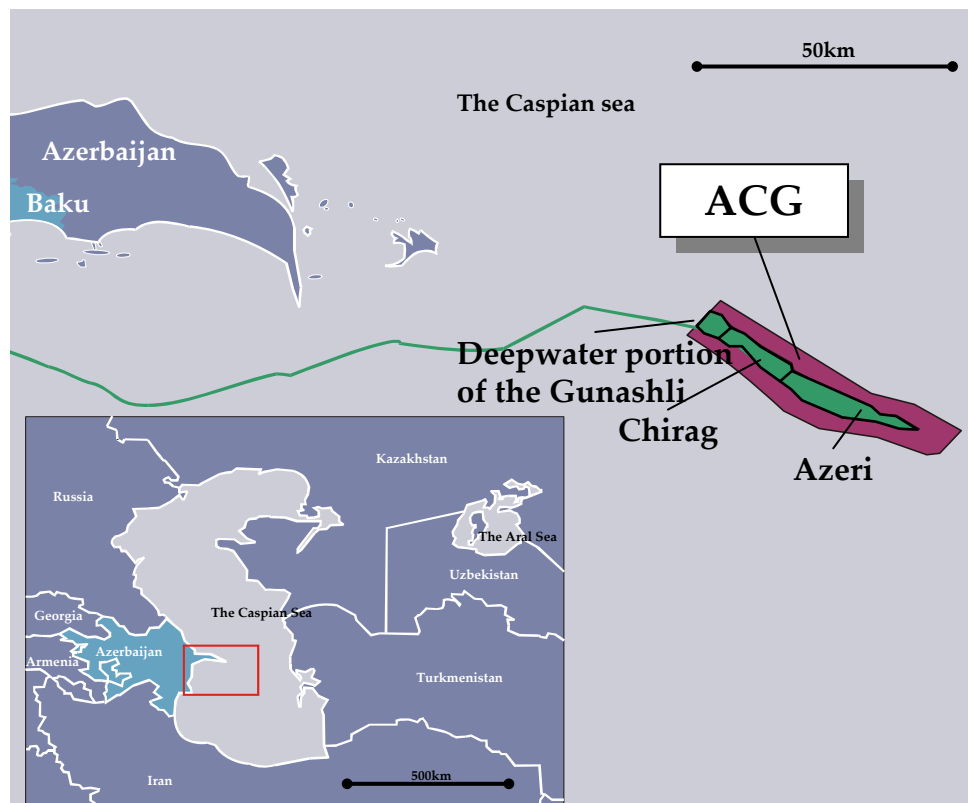 50km
The Caspian sea
Azerbaijan
Baku
ACG
Deepwater portion
of the Gunashli
Chirag
Azeri
Kazakhstan
Russia
The Aral Sea
Uzbekistan
The Caspian Sea
Georgia
Azerbaijan
Armenia
Turkmenistan
Iran
500km